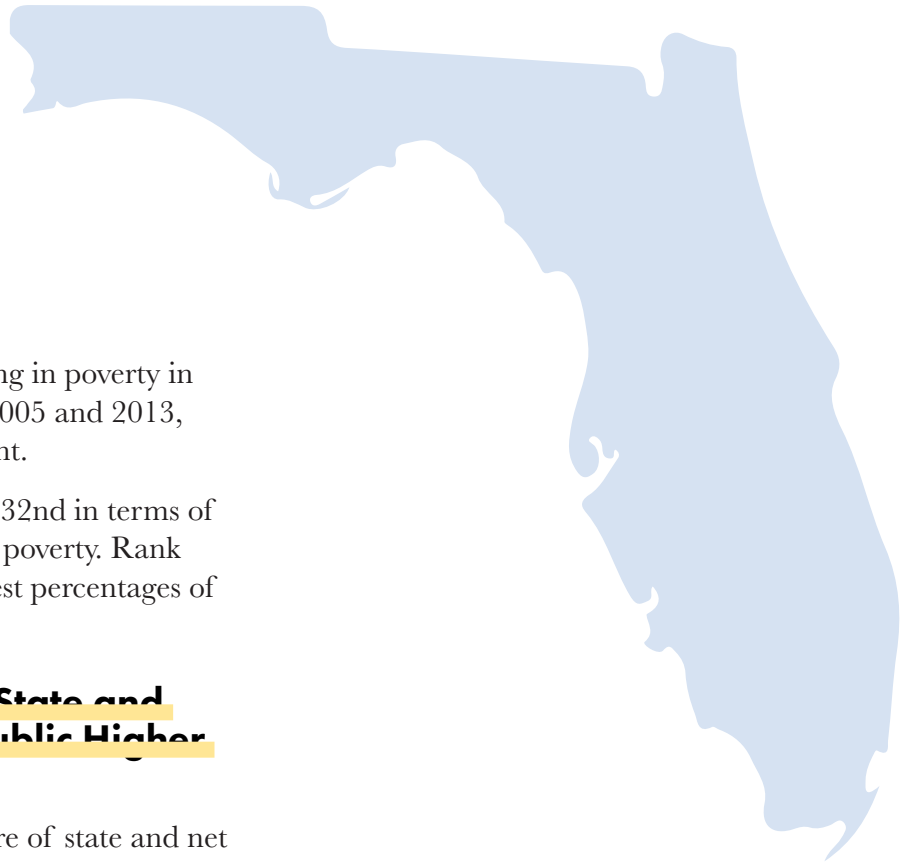 ng in poverty in
005 and 2013,
nt.
32nd in terms of
poverty. Rank
est percentages of
State and
ublic Higher
re of state and net